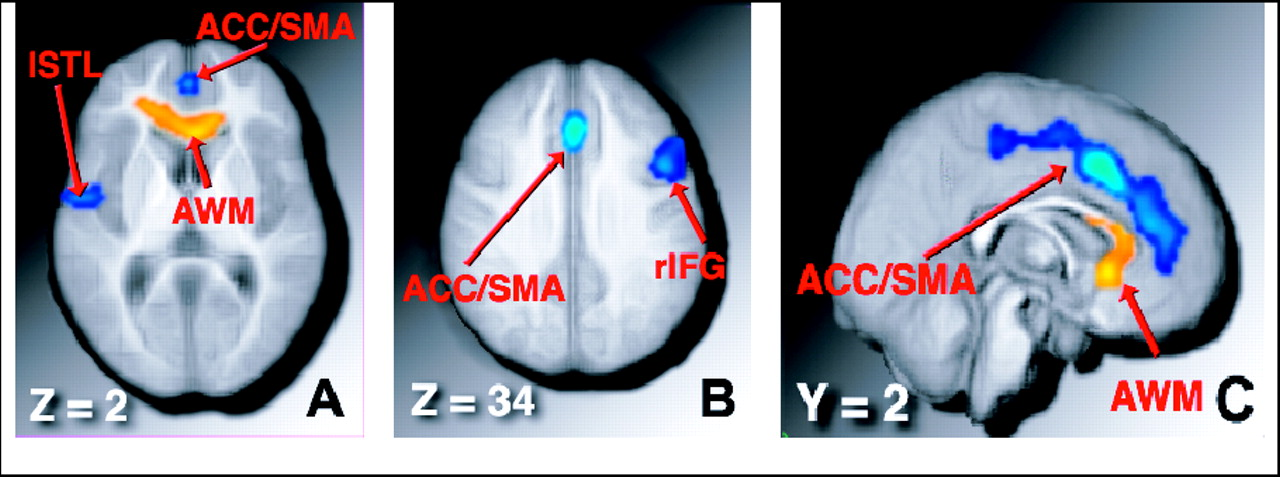 ACC/SMA
lSTL
AWM
Z = 2
A
ACC/SMA
rIFG
Z = 34
B
ACC/SMA
AWM
Y = 2
C